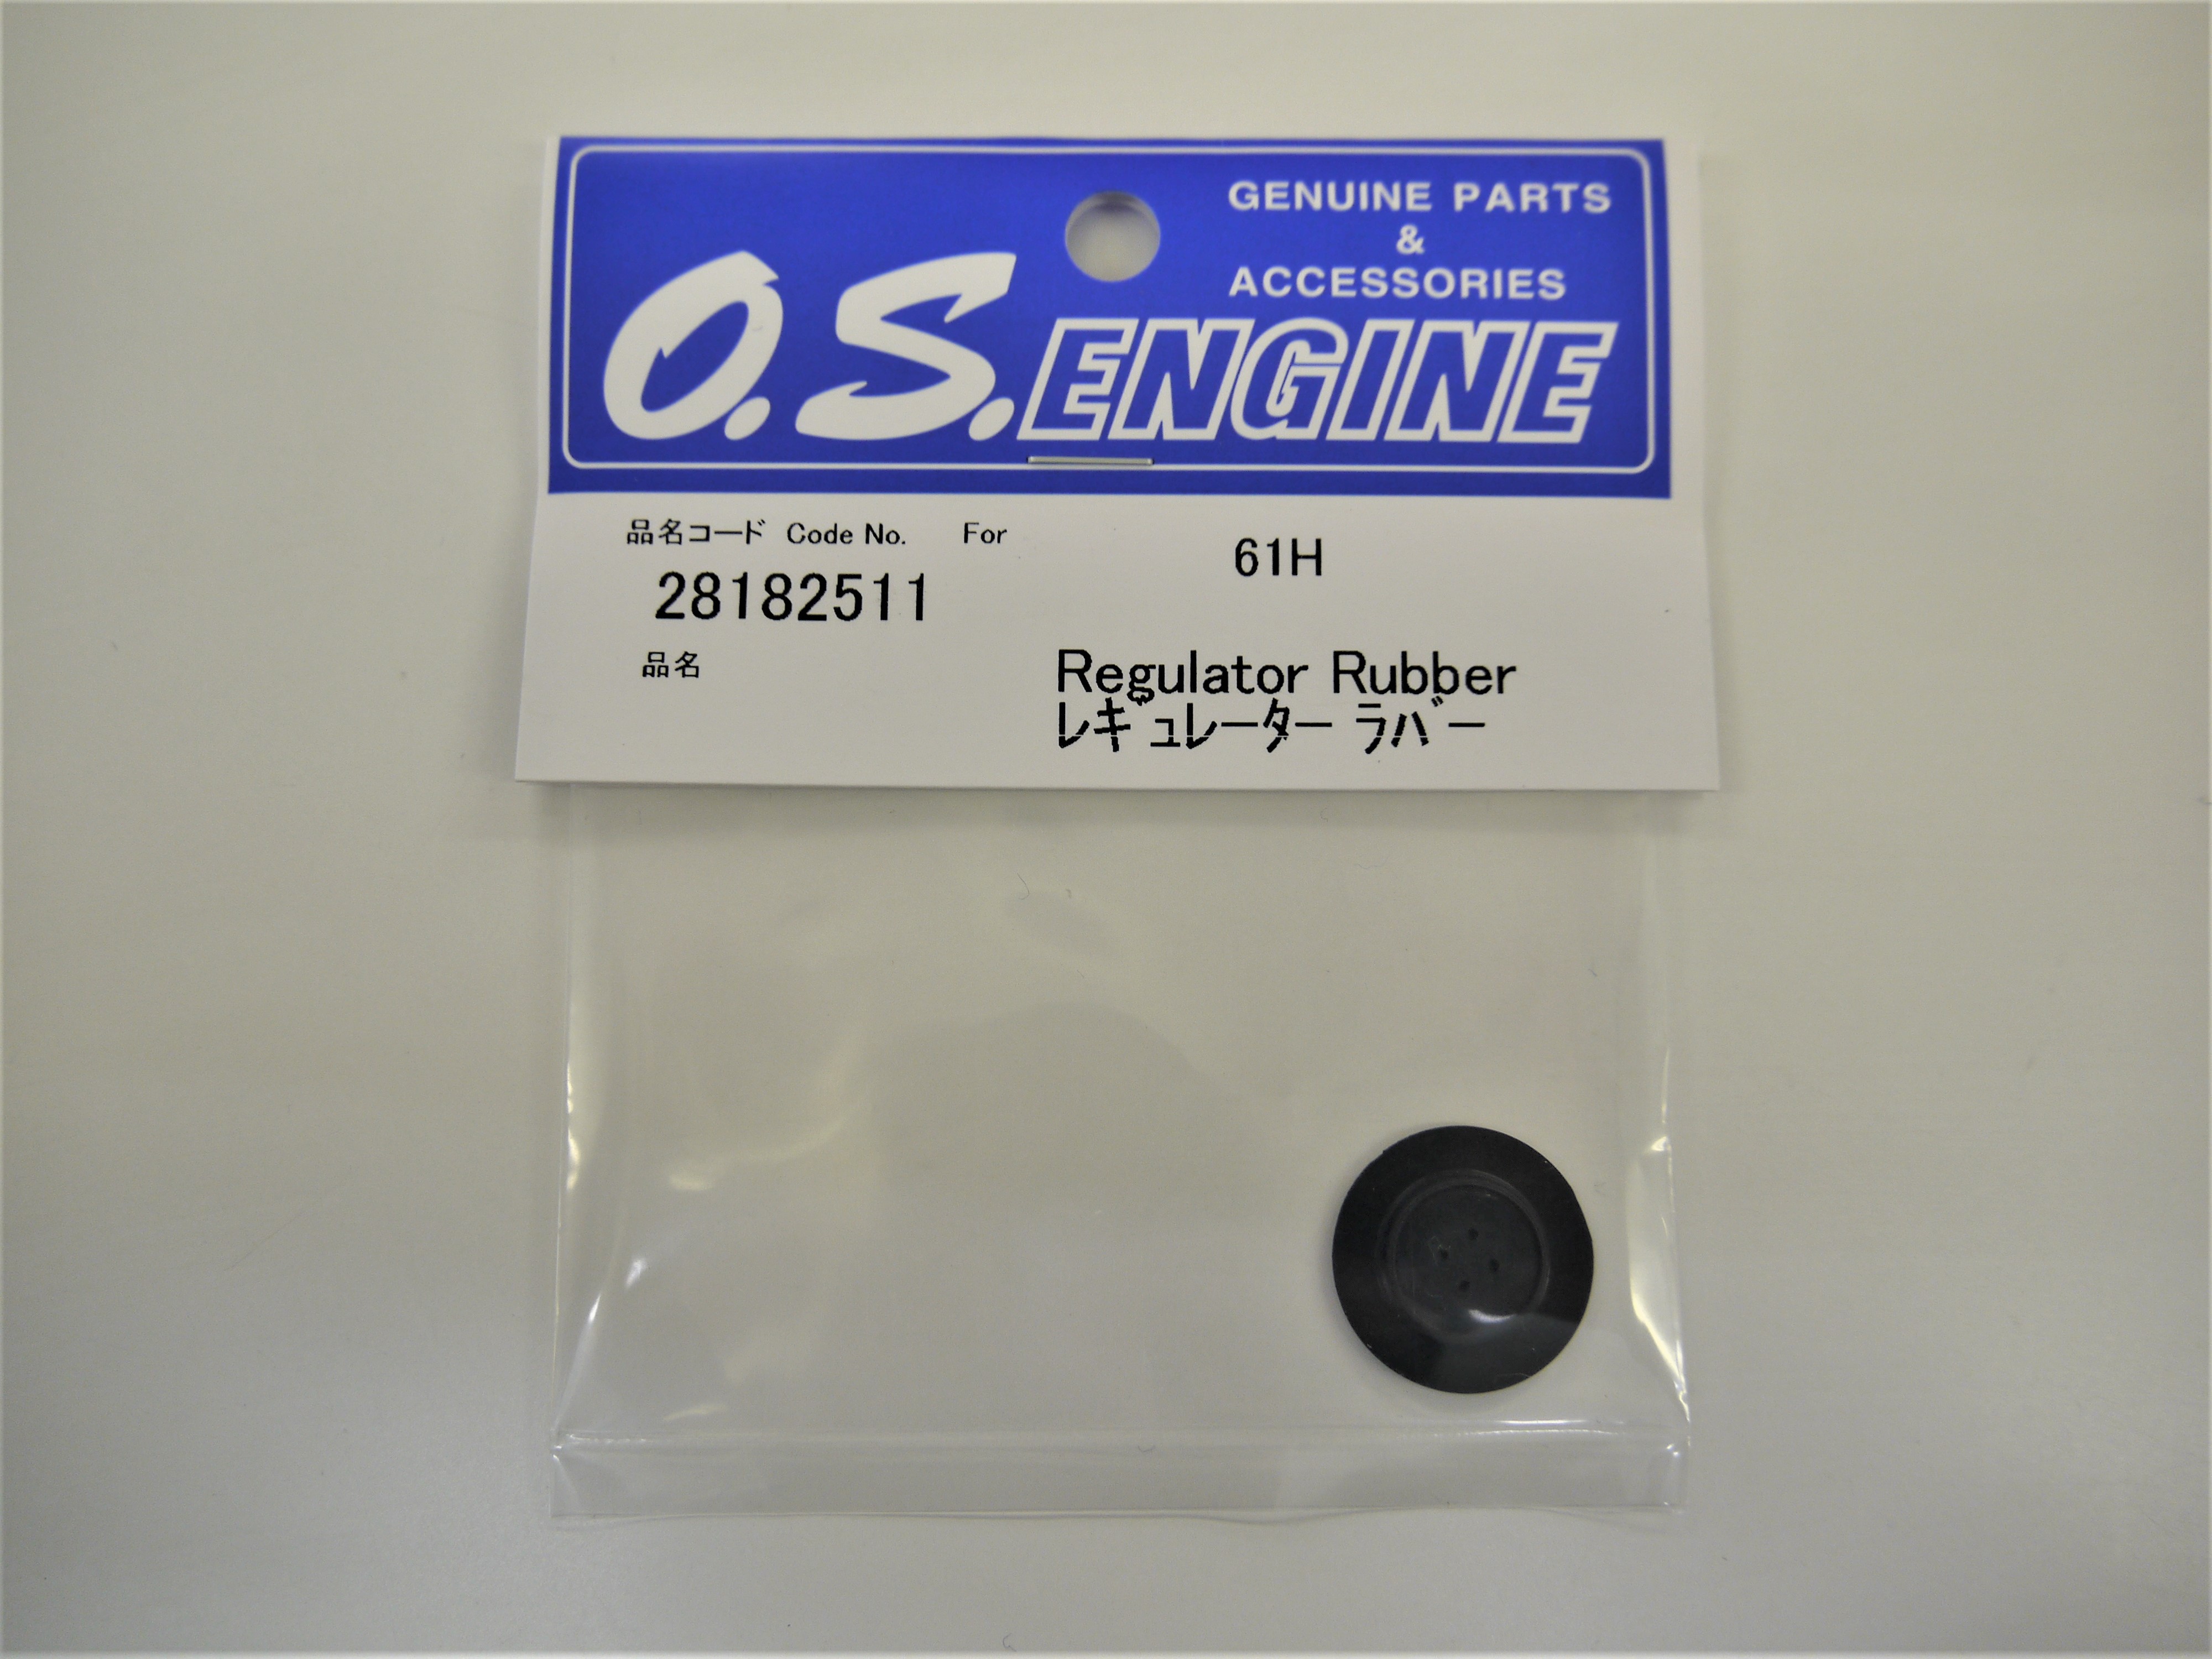 GENUINE PARTS
&
ACCESSORIES
O.S.ENGINE
品名コード Code No. For
61H
28182511
品名
Regulator Rubber
レギュレーター ラバー